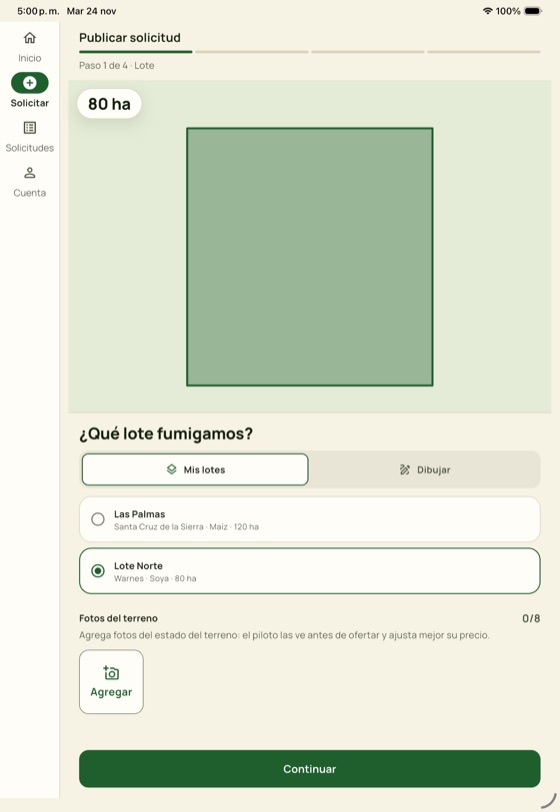 5:00 p. m. Mar 24 nov
100%
Inicio
Solicitar
Solicitudes
Cuenta
Publicar solicitud
Paso 1 de 4 · Lote
80 ha
¿Qué lote fumigamos?
Mis lotes
Dibujar
Las Palmas
Santa Cruz de la Sierra · Maíz · 120 ha
Lote Norte
Warnes · Soya · 80 ha
Fotos del terreno
0/8
Agrega fotos del estado del terreno: el piloto las ve antes de ofertar y ajusta mejor su precio.
Agregar
Continuar